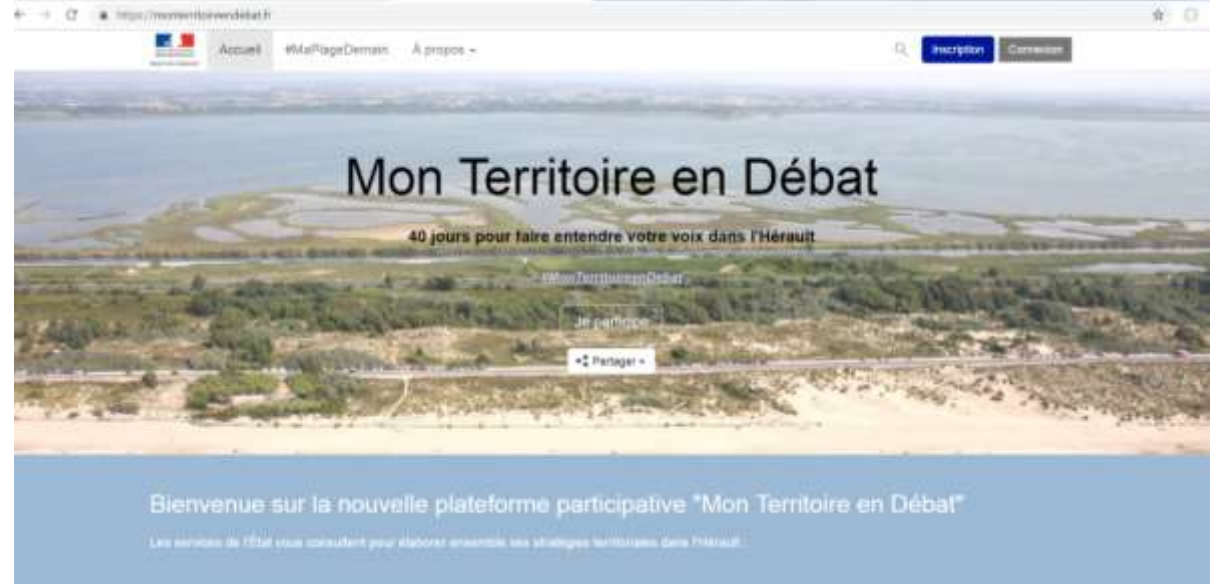 https://monterritoireendebat.fr
Accueil #MaPlageDemain À propos
Inscription Connexion
Mon Territoire en Débat
40 jours pour faire entendre votre voix dans l'Hérault
#MonTerritoireenDébat
Je participe
Partager
Bienvenue sur la nouvelle plateforme participative "Mon Territoire en Débat"
Les services de l'État vous consultent pour élaborer ensemble vos stratégies territoriales dans l'Hérault.